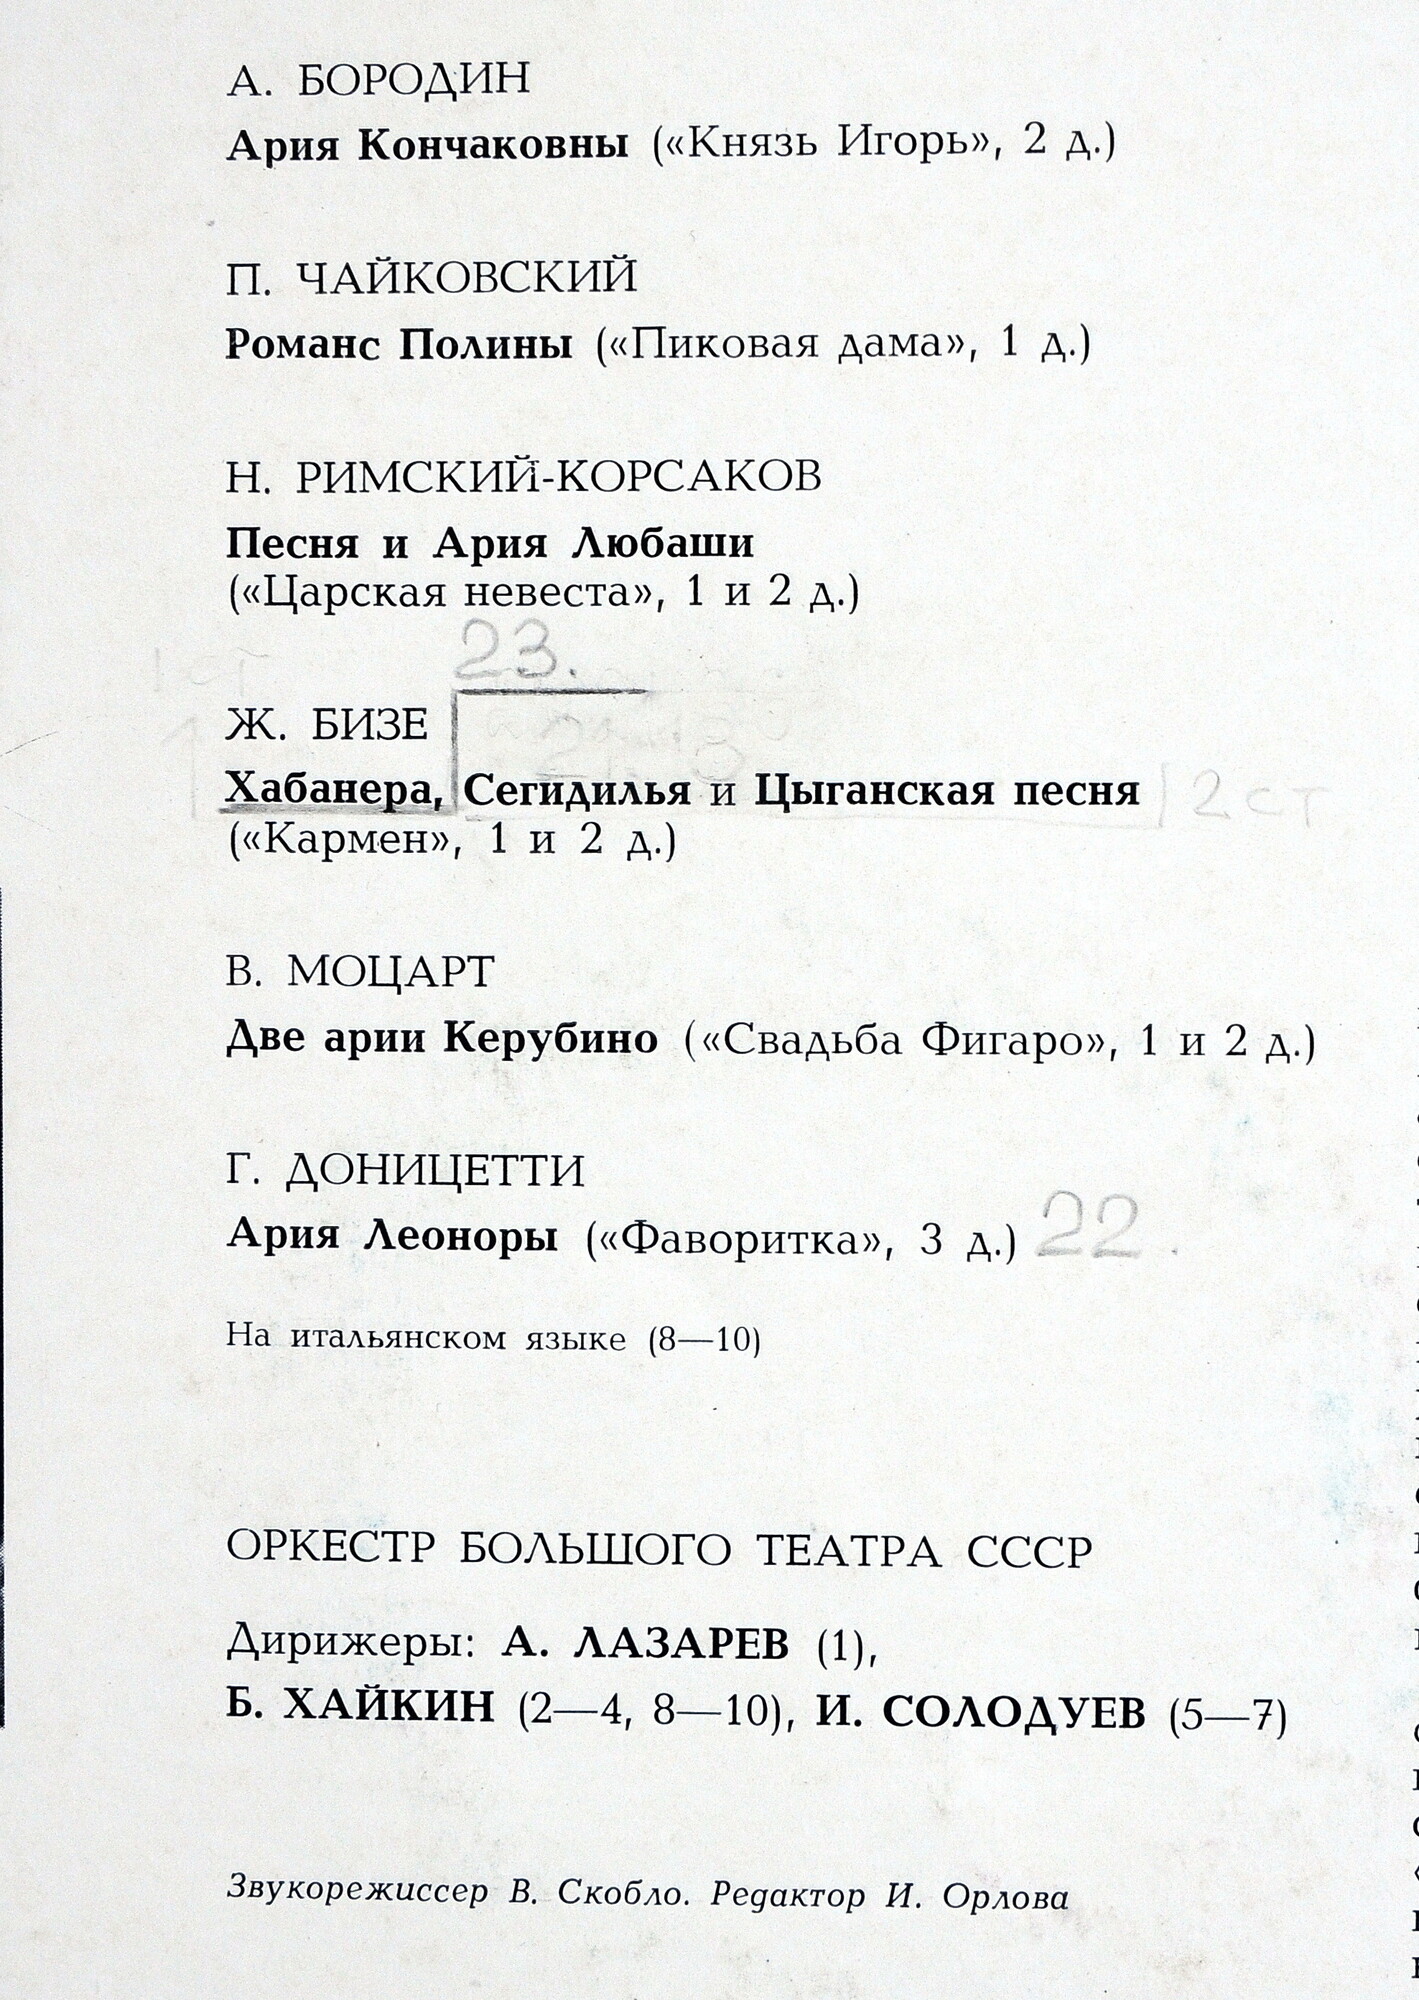 А. БОРОДИН
Ария Кончаковны («Князь Игорь», 2 д.)
П. ЧАЙКОВСКИЙ
Романс Полины («Пиковая дама», 1 д.)
Н. РИМСКИЙ-КОРСАКОВ
Песня и Ария Любаши
(«Царская невеста», 1 и 2 д.)
1 ст 23.
Ж. БИЗЕ
Хабанера, Сегидилья и Цыганская песня 2 ст
(«Кармен», 1 и 2 д.)
В. МОЦАРТ
Две арии Керубино («Свадьба Фигаро», 1 и 2 д.)
Г. ДОНИЦЕТТИ
Ария Леоноры («Фаворитка», 3 д.) 22.
На итальянском языке (8—10)
ОРКЕСТР БОЛЬШОГО ТЕАТРА СССР
Дирижеры: А. ЛАЗАРЕВ (1),
Б. ХАЙКИН (2—4, 8—10), И. СОЛОДУЕВ (5—7)
Звукорежиссер В. Скобло. Редактор И. Орлова